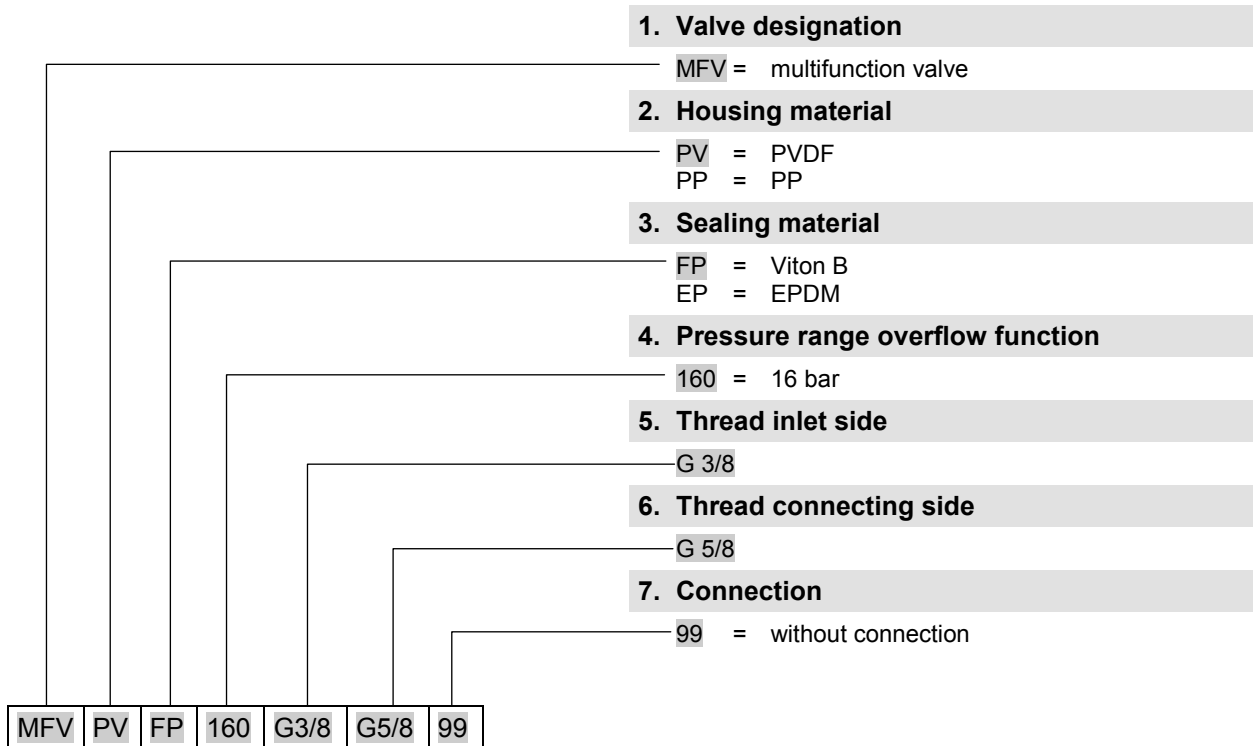 1. Valve designation
MFV = multifunction valve
2. Housing material
PV = PVDF
PP = PP
3. Sealing material
FP = Viton B
EP = EPDM
4. Pressure range overflow function
160 = 16 bar
5. Thread inlet side
G 3/8
6. Thread connecting side
G 5/8
7. Connection
99 = without connection
MFV PV FP 160 G3/8 G5/8 99